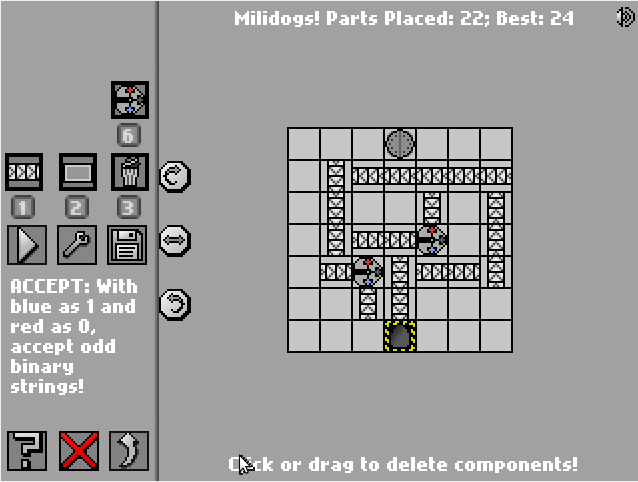 Milidogs! Parts Placed: 22; Best: 24
6
1 2 3
ACCEPT: With
blue as 1 and
red as 0,
accept odd
binary
strings!
Click or drag to delete components!